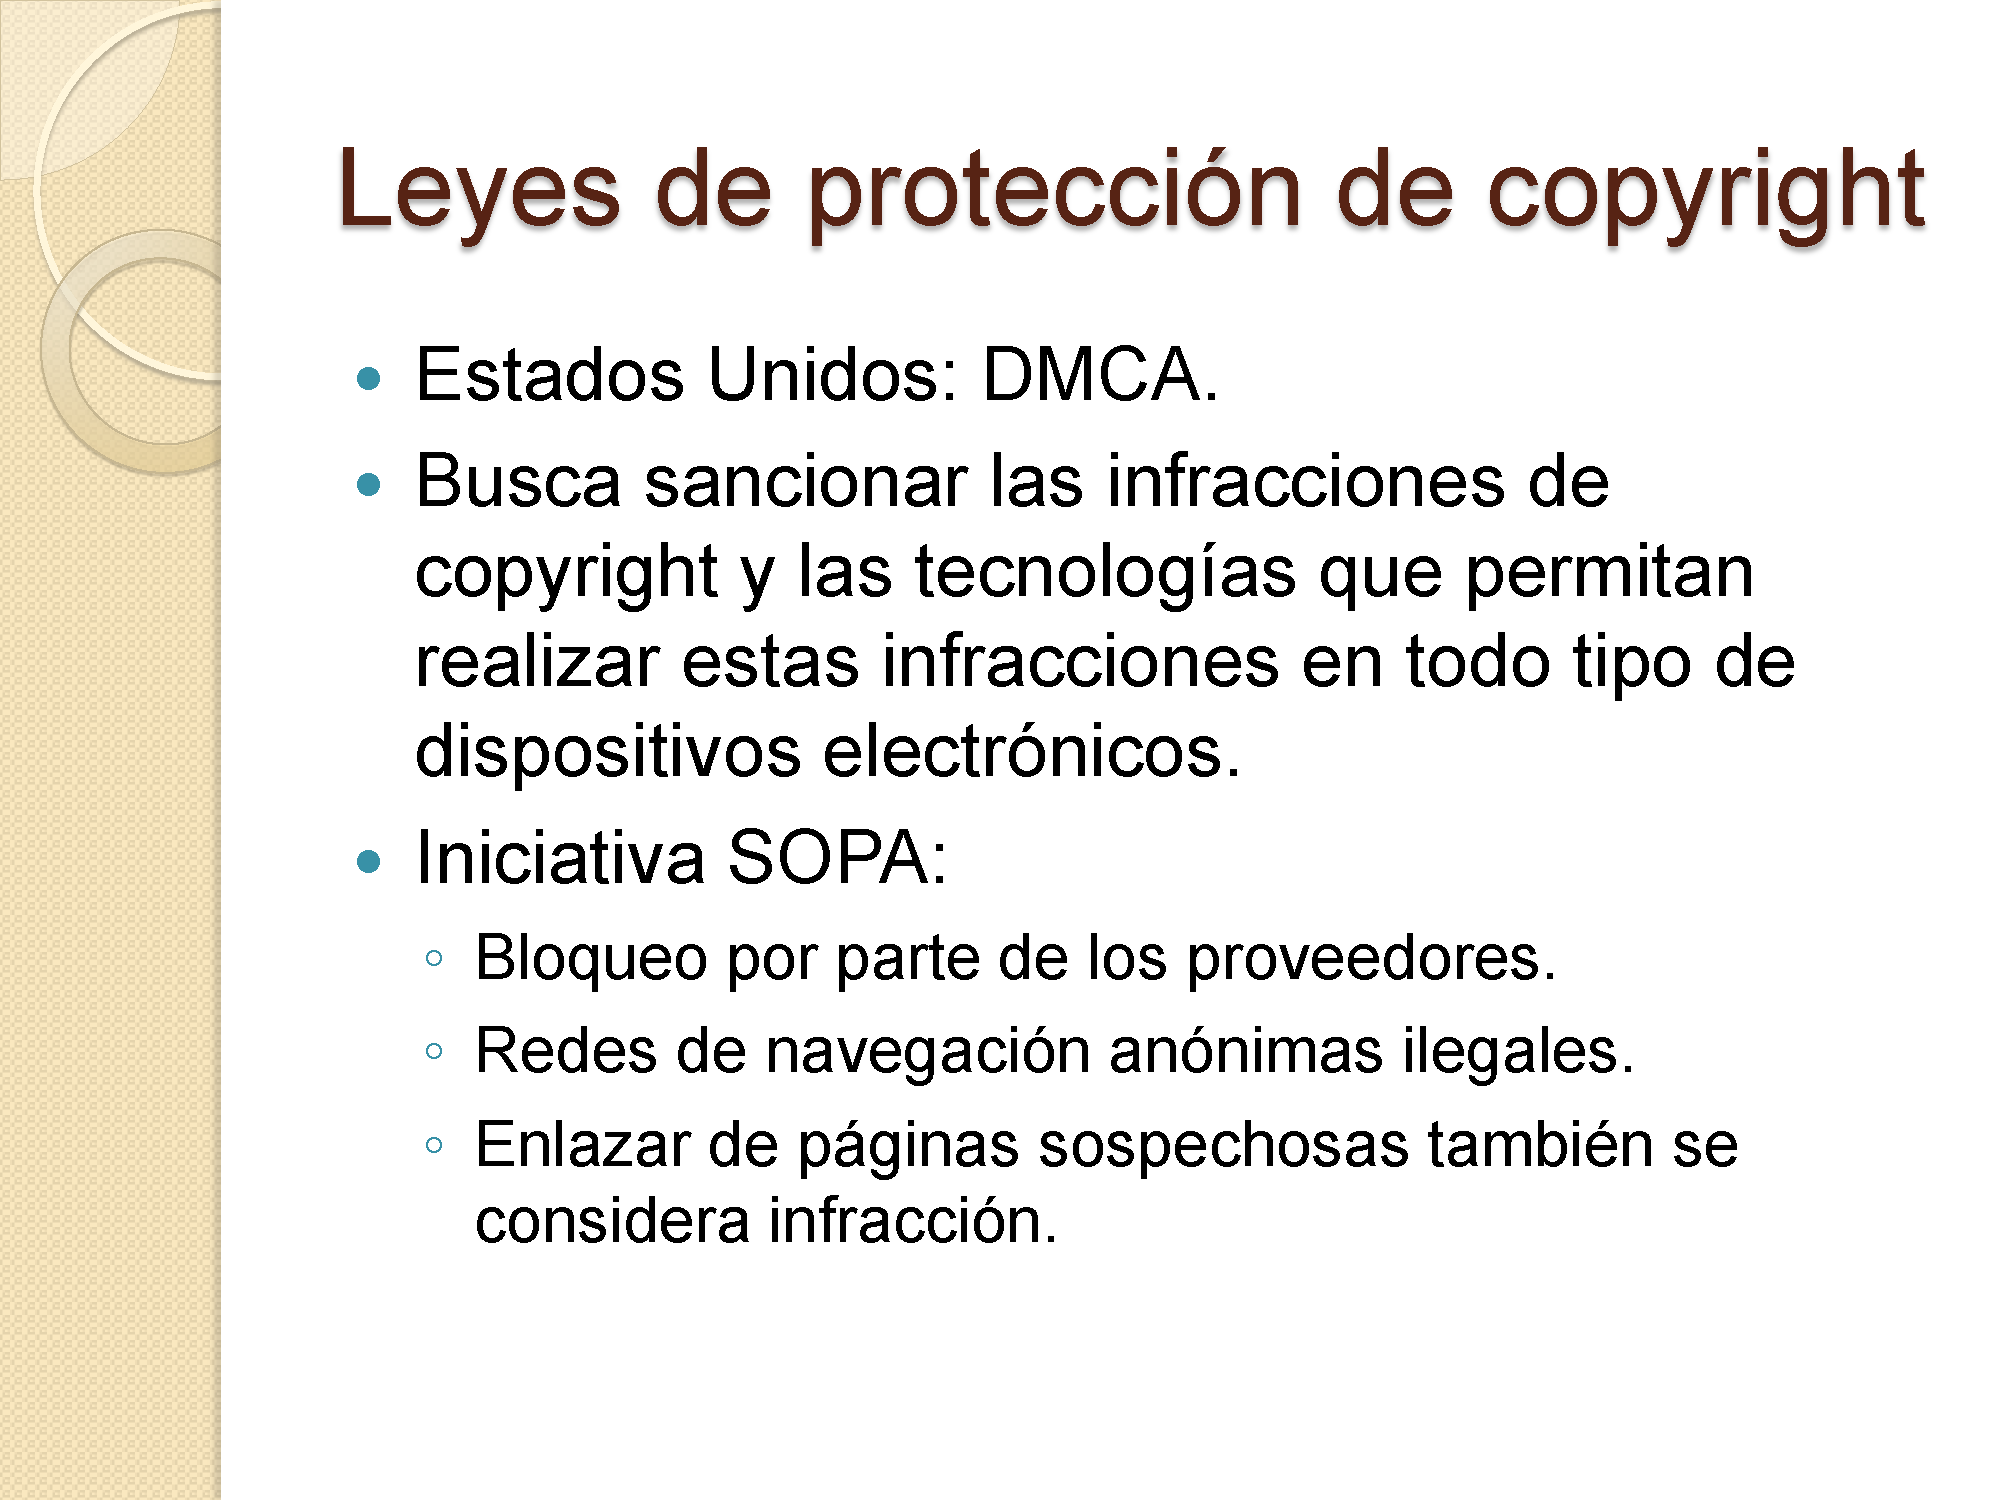 Leyes de protección de copyright
• Estados Unidos: DMCA.
• Busca sancionar las infracciones de
copyright y las tecnologías que permitan
realizar estas infracciones en todo tipo de
dispositivos electrónicos.
• Iniciativa SOPA:
◦ Bloqueo por parte de los proveedores.
◦ Redes de navegación anónimas ilegales.
◦ Enlazar de páginas sospechosas también se
considera infracción.